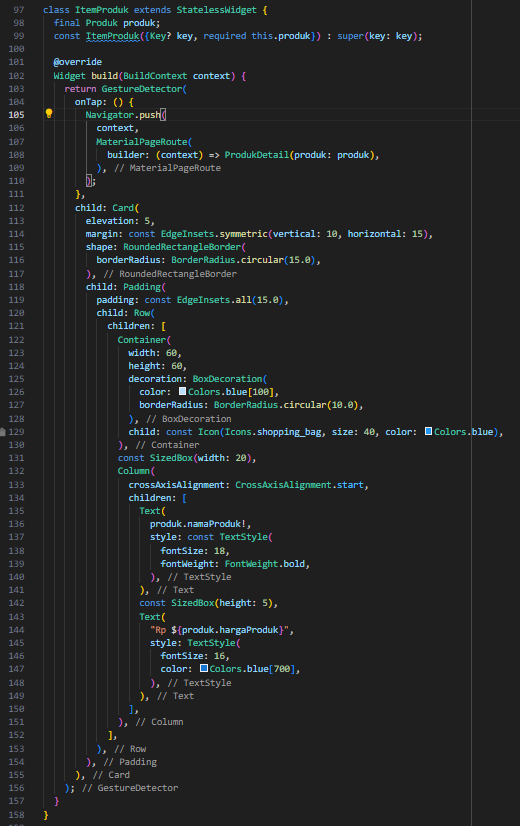 97 class ItemProduk extends StatelessWidget {
98   final Produk produk;
99   const ItemProduk({Key? key, required this.produk}) : super(key: key);
100
101   @override
102   Widget build(BuildContext context) {
103     return GestureDetector(
104       onTap: () {
105         Navigator.push(
106           context,
107           MaterialPageRoute(
108             builder: (context) => ProdukDetail(produk: produk),
109           ), // MaterialPageRoute
110         );
111       },
112       child: Card(
113         elevation: 5,
114         margin: const EdgeInsets.symmetric(vertical: 10, horizontal: 15),
115         shape: RoundedRectangleBorder(
116           borderRadius: BorderRadius.circular(15.0),
117         ), // RoundedRectangleBorder
118         child: Padding(
119           padding: const EdgeInsets.all(15.0),
120           child: Row(
121             children: [
122               Container(
123                 width: 60,
124                 height: 60,
125                 decoration: BoxDecoration(
126                   color: Colors.blue[100],
127                   borderRadius: BorderRadius.circular(10.0),
128                 ), // BoxDecoration
129                 child: const Icon(Icons.shopping_bag, size: 40, color: Colors.blue),
130               ), // Container
131               const SizedBox(width: 20),
132               Column(
133                 crossAxisAlignment: CrossAxisAlignment.start,
134                 children: [
135                   Text(
136                     produk.namaProduk!,
137                     style: const TextStyle(
138                       fontSize: 18,
139                       fontWeight: FontWeight.bold,
140                     ), // TextStyle
141                   ), // Text
142                   const SizedBox(height: 5),
143                   Text(
144                     "Rp ${produk.hargaProduk}",
145                     style: TextStyle(
146                       fontSize: 16,
147                       color: Colors.blue[700],
148                     ), // TextStyle
149                   ), // Text
150                 ],
151               ), // Column
152             ],
153           ), // Row
154         ), // Padding
155       ), // Card
156     ); // GestureDetector
157   }
158 }